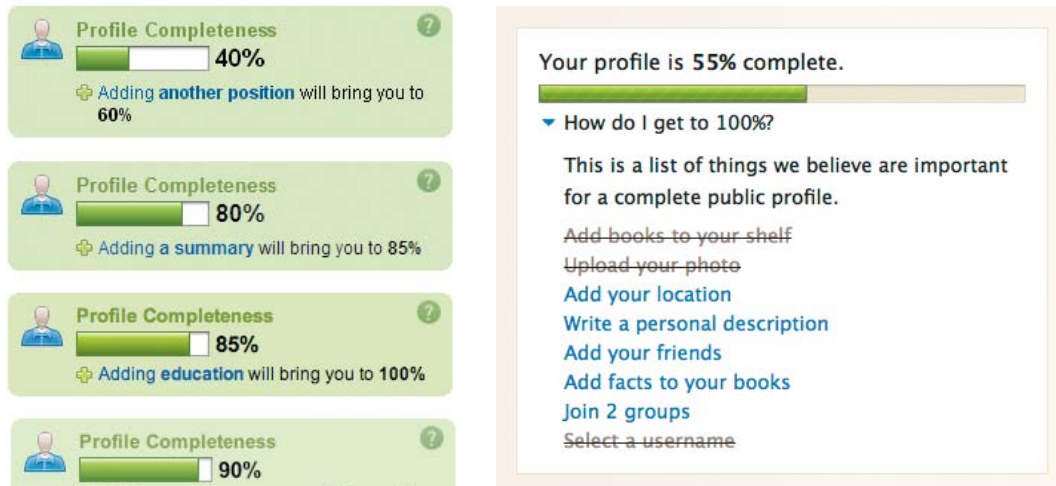 Profile Completeness
?
40%
Adding another position will bring you to
60%
Profile Completeness
?
80%
Adding a summary will bring you to 85%
Profile Completeness
?
85%
Adding education will bring you to 100%
Profile Completeness
?
90%
Your profile is 55% complete.
How do I get to 100%?
This is a list of things we believe are important
for a complete public profile.
Add books to your shelf
Upload your photo
Add your location
Write a personal description
Add your friends
Add facts to your books
Join 2 groups
Select a username